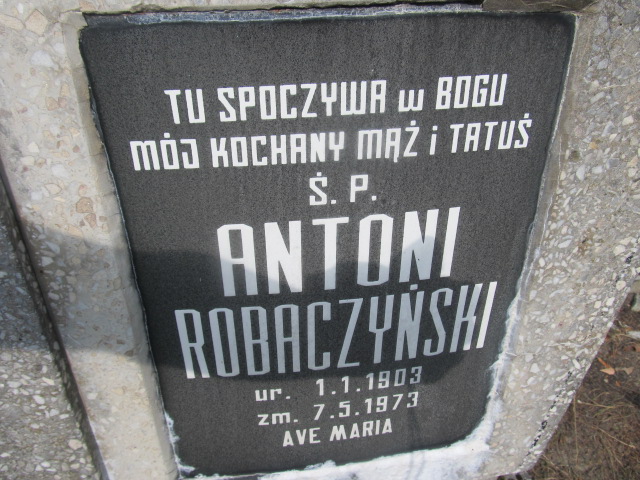 TU SPOCZYWA w BOGU
MÓJ KOCHANY MĄŻ i TATUŚ
Ś. P.
ANTONI
ROBACZYŃSKI
ur. 1.1.1903
zm. 7.5.1973
AVE MARIA